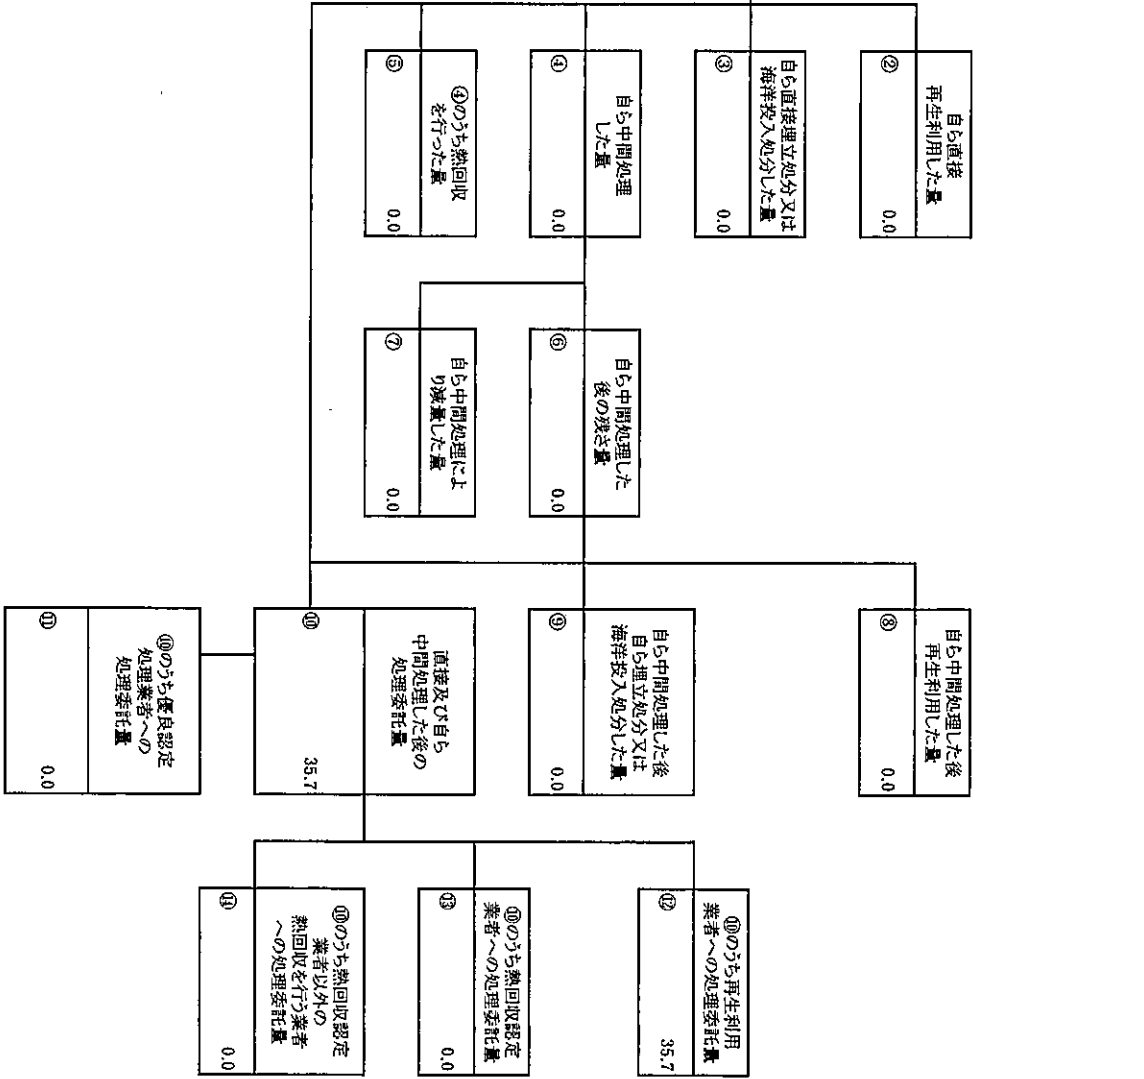 自ら直接
再生利用した量
②
0.0
自ら直接埋立処分又は
海洋投入処分した量
③
0.0
自ら中間処理
した量
④
0.0
④のうち熱回収
を行った量
⑤
0.0
自ら中間処理した
後の残さ量
⑥
0.0
自ら中間処理によ
り減量した量
⑦
0.0
自ら中間処理した後
再生利用した量
⑧
0.0
自ら中間処理した後
自ら埋立処分又は
海洋投入処分した量
⑨
0.0
直接及び自ら
中間処理した後の
処理委託量
⑩
35.7
⑩のうち優良認定
処理業者への
処理委託量
⑪
0.0
⑩のうち再生利用
業者への処理委託量
⑫
35.7
⑩のうち熱回収認定
業者への処理委託量
⑬
0.0
⑩のうち熱回収認定
業者以外の
熱回収を行う業者
への処理委託量
⑭
0.0